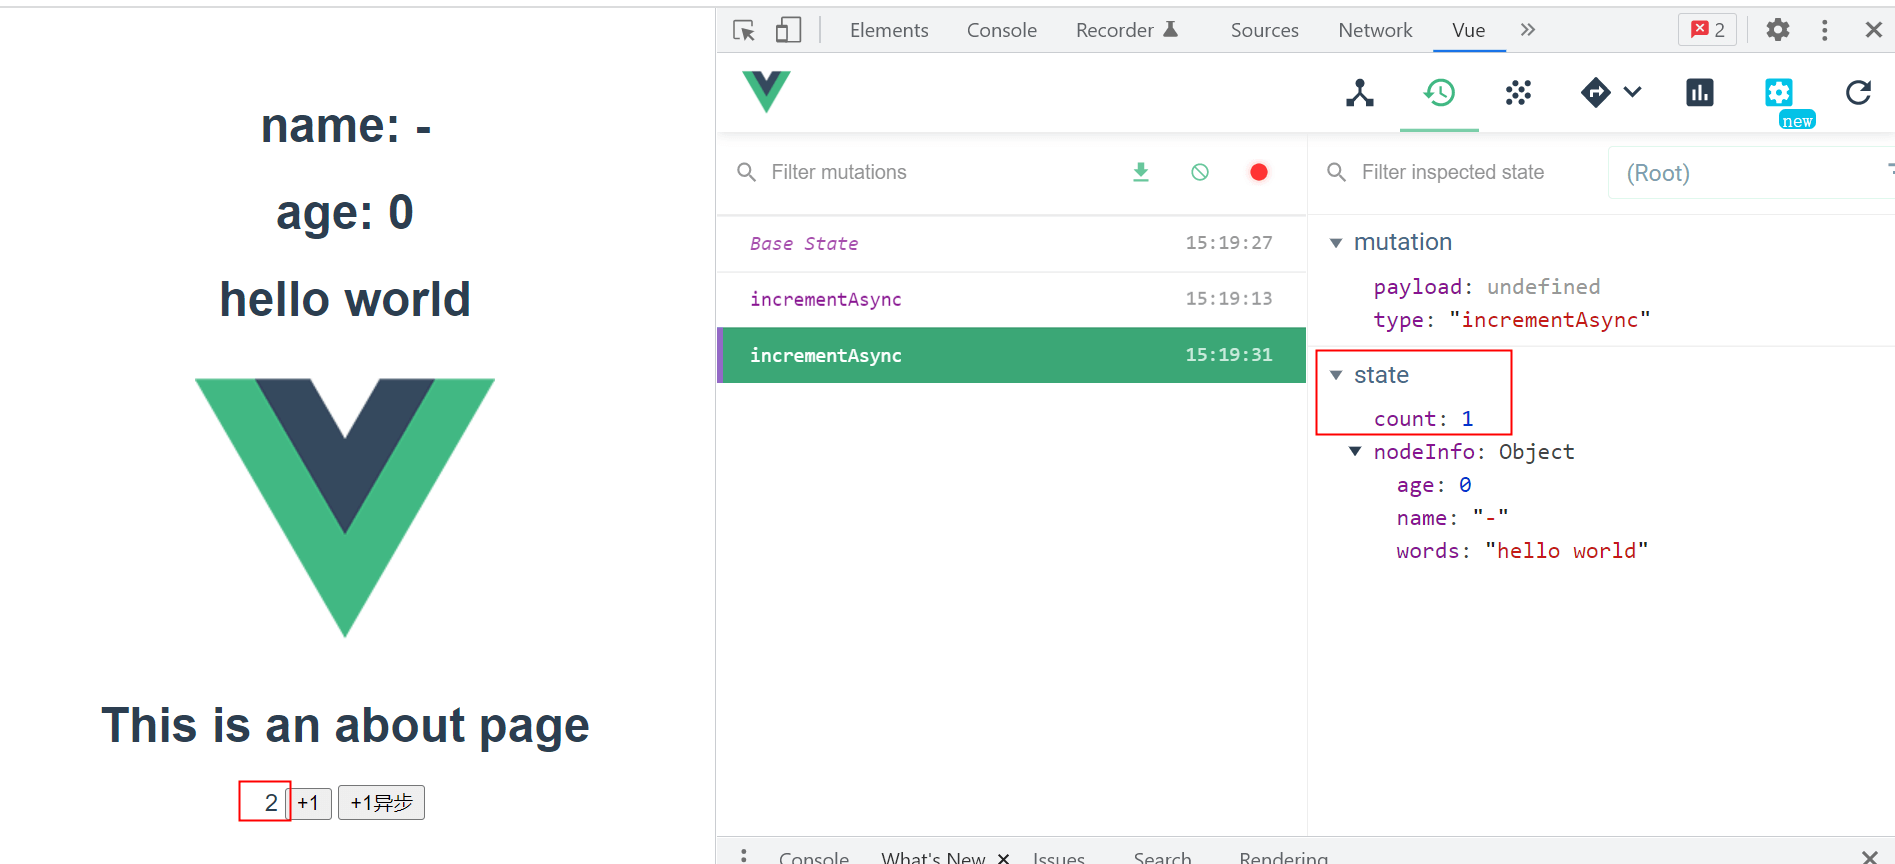 name: -
age: 0
hello world
This is an about page
2 +1 +1异步
Elements Console Recorder Sources Network Vue 2
new
Filter mutations
Base State 15:19:27
incrementAsync 15:19:13
incrementAsync 15:19:31
Filter inspected state (Root)
mutation
payload: undefined
type: "incrementAsync"
state
count: 1
nodeInfo: Object
age: 0
name: "-"
words: "hello world"
Console What's New Issues Search Rendering